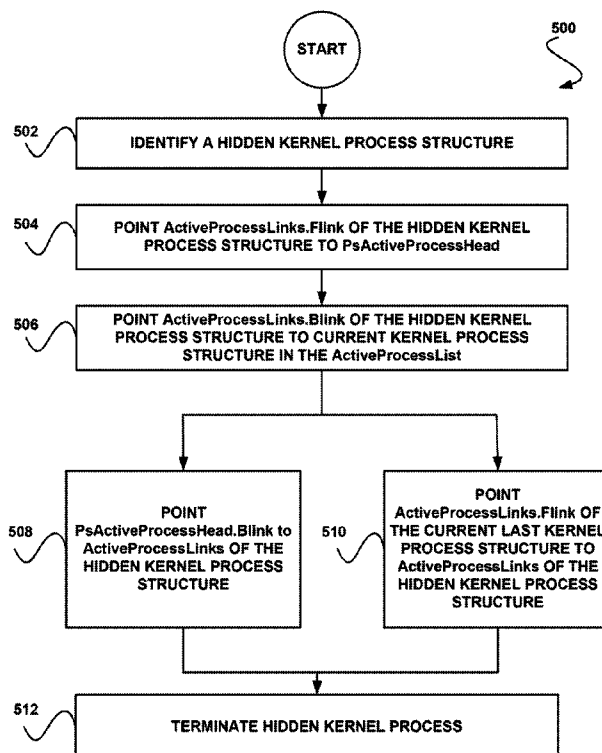 START
500
502
IDENTIFY A HIDDEN KERNEL PROCESS STRUCTURE
504
POINT ActiveProcessLinks.Flink OF THE HIDDEN KERNEL
PROCESS STRUCTURE TO PsActiveProcessHead
506
POINT ActiveProcessLinks.Blink OF THE HIDDEN KERNEL
PROCESS STRUCTURE TO CURRENT KERNEL PROCESS
STRUCTURE IN THE ActiveProcessList
508
POINT
PsActiveProcessHead.Blink to
ActiveProcessLinks OF THE
HIDDEN KERNEL PROCESS
STRUCTURE
510
POINT
ActiveProcessLinks.Flink OF
THE CURRENT LAST KERNEL
PROCESS STRUCTURE TO
ActiveProcessLinks OF THE
HIDDEN KERNEL PROCESS
STRUCTURE
512
TERMINATE HIDDEN KERNEL PROCESS